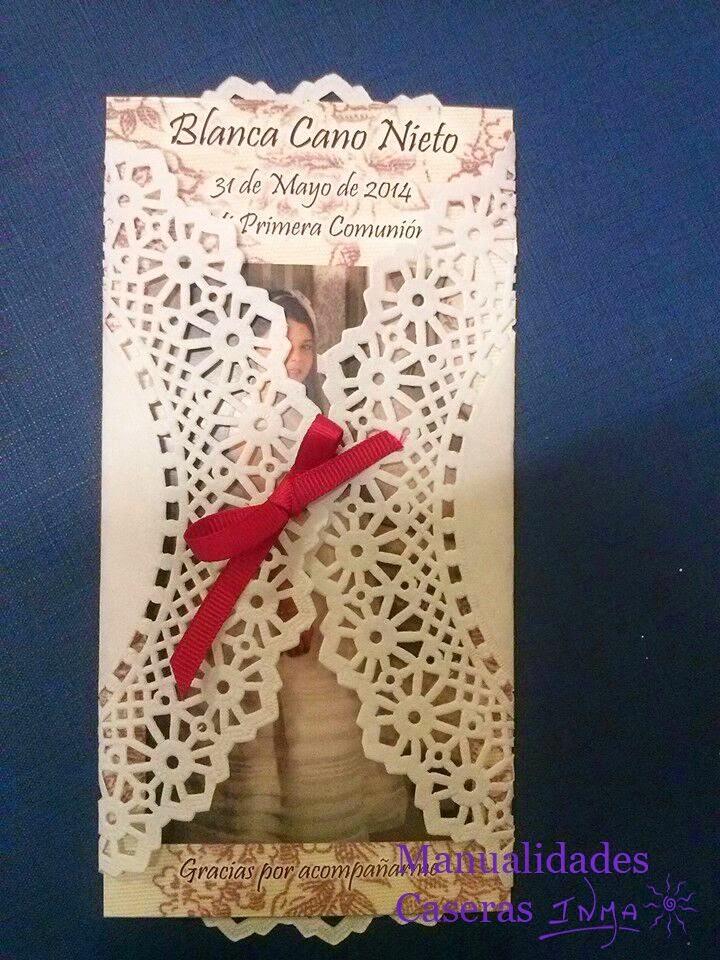 Blanca Cano Nieto
31 de Mayo de 2014
Primera Comunión
Gracias por acompañarme
Manualidades
Caseras INMA